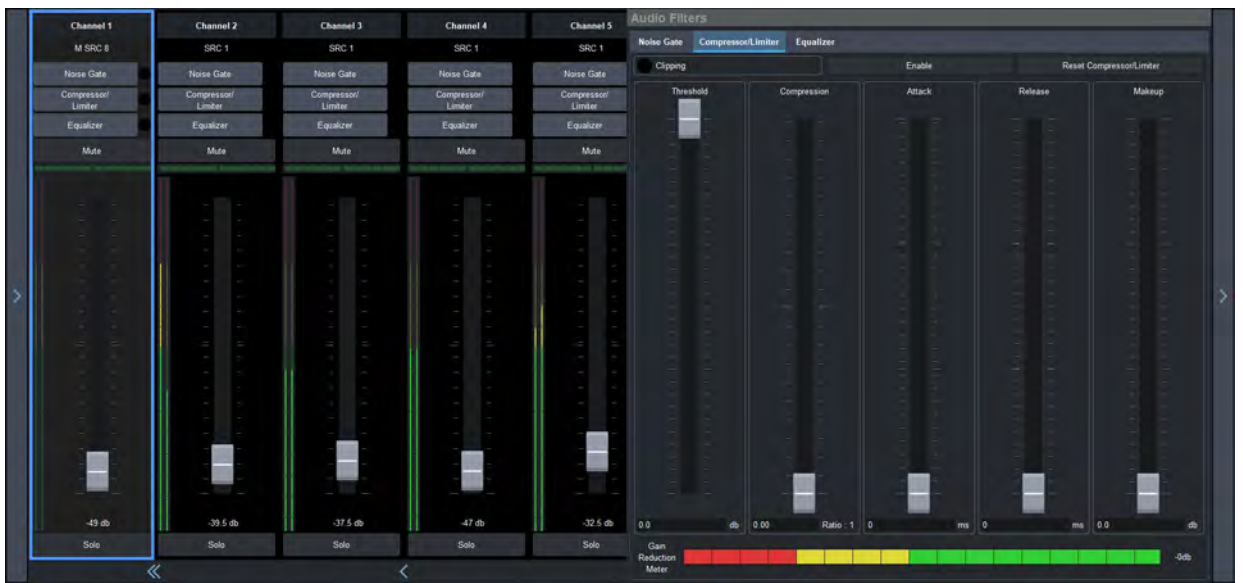 Channel 1 Channel 2 Channel 3 Channel 4 Channel 5
M SRC 8 SRC 1 SRC 1 SRC 1 SRC 1
Noise Gate Noise Gate Noise Gate Noise Gate Noise Gate
Compressor/ Compressor/ Compressor/ Compressor/ Compressor/
Limiter Limiter Limiter Limiter Limiter
Equalizer Equalizer Equalizer Equalizer Equalizer
Mute Mute Mute Mute Mute
-49 db -39.5 db -37.5 db -47 db -32.5 db
Solo Solo Solo Solo Solo
Audio Filters
Noise Gate Compressor/Limiter Equalizer
Clipping Enable Reset Compressor/Limiter
Threshold Compression Attack Release Makeup
0.0 db 0.00 Ratio : 1 0 ms 0 ms 0.0 db
Gain
Reduction
Meter
-0db